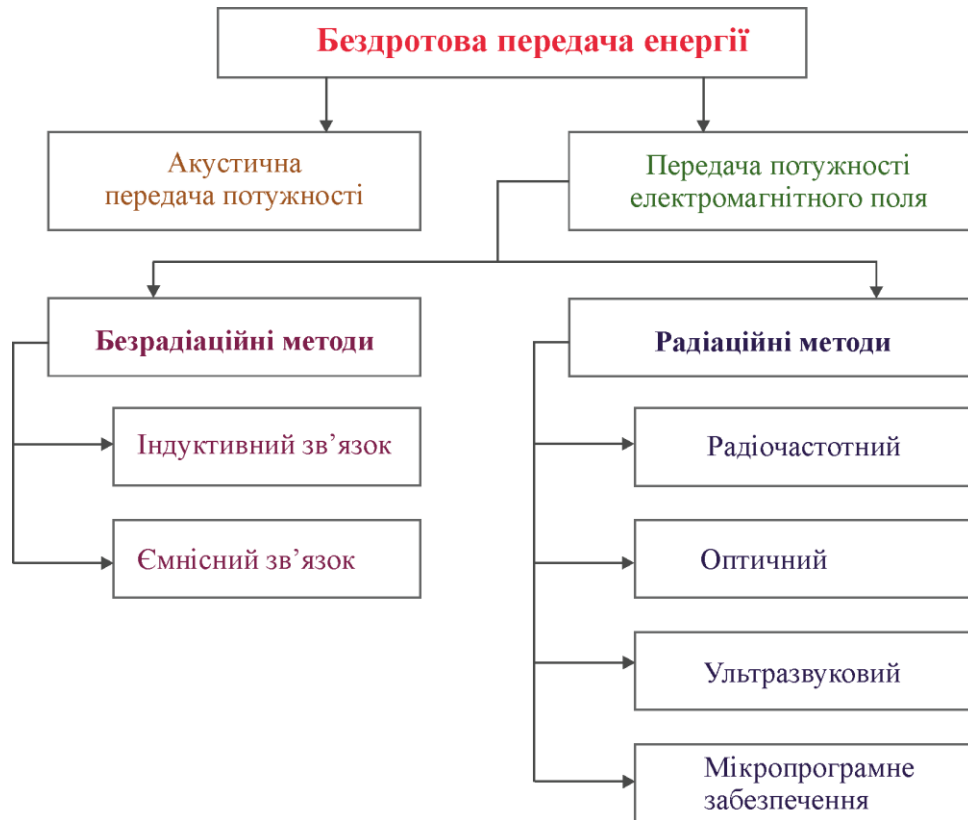 Бездротова передача енергії
Акустична
передача потужності
Передача потужності
електромагнітного поля
Безрадіаційні методи
Індуктивний зв’язок
Ємнісний зв’язок
Радіаційні методи
Радіочастотний
Оптичний
Ультразвуковий
Мікропрограмне
забезпечення